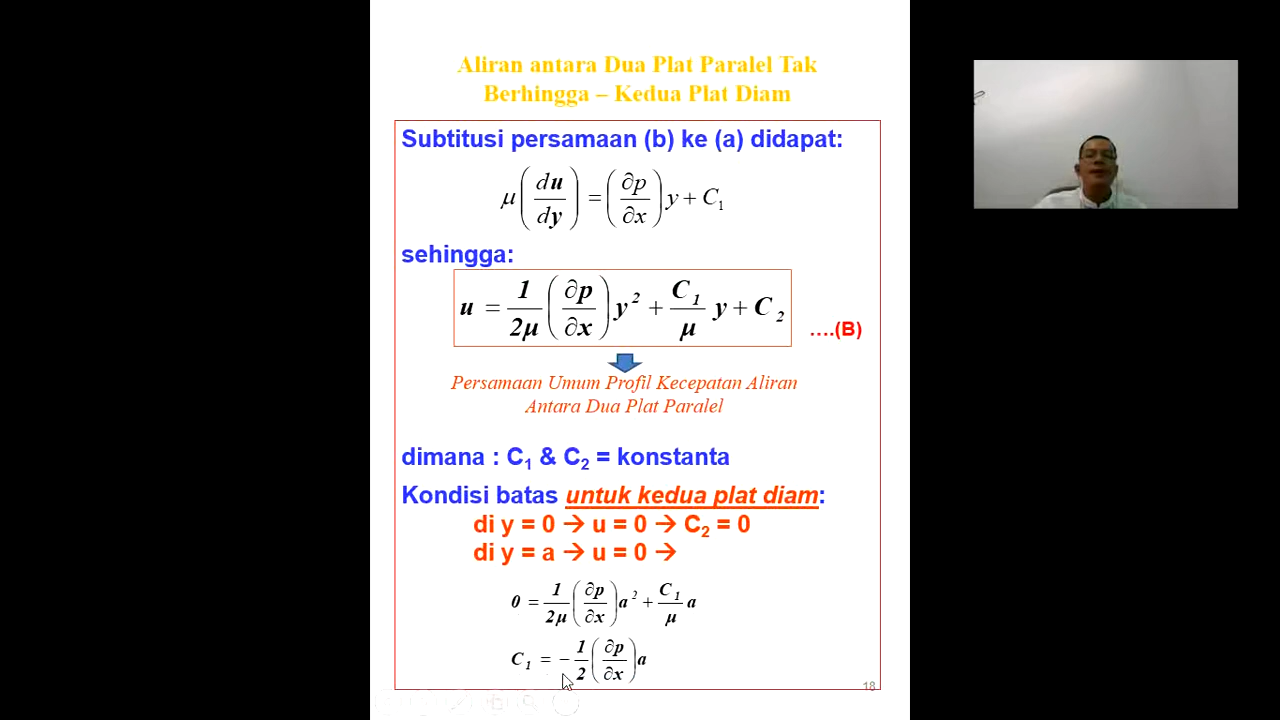 Aliran antara Dua Plat Paralel Tak
Berhingga – Kedua Plat Diam
Subtitusi persamaan (b) ke (a) didapat:
μ(du/dy) = (∂p/∂x)y + C₁
sehingga:
u = 1/2μ (∂p/∂x) y² + C₁/μ y + C₂
....(B)
Persamaan Umum Profil Kecepatan Aliran
Antara Dua Plat Paralel
dimana : C₁ & C₂ = konstanta
Kondisi batas untuk kedua plat diam:
di y = 0 → u = 0 → C₂ = 0
di y = a → u = 0 →
0 = 1/2μ (∂p/∂x) a² + C₁/μ a
C₁ = − 1/2 (∂p/∂x) a
18